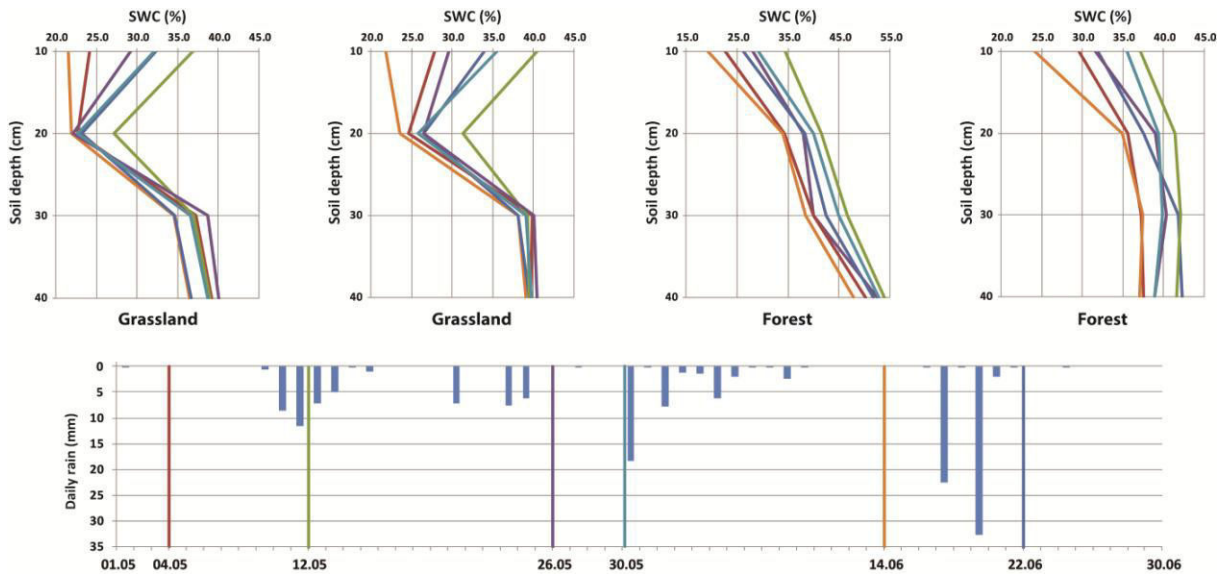 SWC (%) SWC (%) SWC (%) SWC (%)
20.0 25.0 30.0 35.0 40.0 45.0 20.0 25.0 30.0 35.0 40.0 45.0 15.0 25.0 35.0 45.0 55.0 20.0 25.0 30.0 35.0 40.0 45.0
10 10 10 10
20 20 20 20
30 30 30 30
40 40 40 40
Soil depth (cm) Soil depth (cm) Soil depth (cm) Soil depth (cm)
Grassland Grassland Forest Forest
Daily rain (mm)
0
5
10
15
20
25
30
35
01.05 04.05 12.05 26.05 30.05 14.06 22.06 30.06